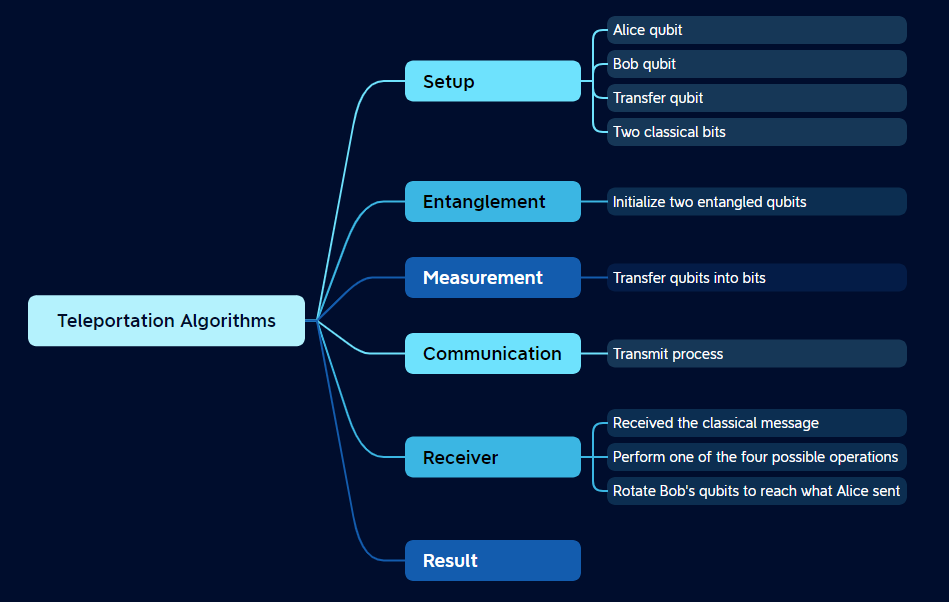 Teleportation Algorithms
Setup
Alice qubit
Bob qubit
Transfer qubit
Two classical bits
Entanglement
Initialize two entangled qubits
Measurement
Transfer qubits into bits
Communication
Transmit process
Receiver
Received the classical message
Perform one of the four possible operations
Rotate Bob's qubits to reach what Alice sent
Result